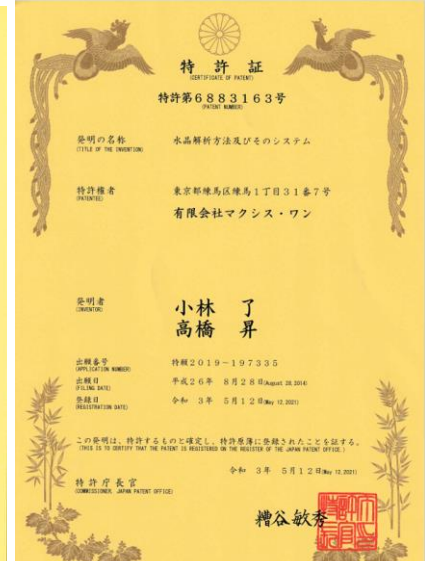 特許証
(CERTIFICATE OF PATENT)
特許第6883163号
(PATENT NUMBER)
発明の名称
(TITLE OF THE INVENTION)
水晶解析方法及びそのシステム
特許権者
(PATENTEE)
東京都練馬区練馬1丁目31番7号
有限会社マクシス・ワン
発明者
(INVENTOR)
小林 了
高橋 昇
出願番号
(APPLICATION NUMBER)
特願2019-197335
出願日
(FILING DATE)
平成26年 8月28日(August 28,2014)
登録日
(REGISTRATION DATE)
令和 3年 5月12日(May 12,2021)
この発明は、特許するものと確定し、特許原簿に登録されたことを証する。
(THIS IS TO CERTIFY THAT THE PATENT IS REGISTERED ON THE REGISTER OF THE JAPAN PATENT OFFICE.)
令和 3年 5月12日(May 12,2021)
特許庁長官
(COMMISSIONER, JAPAN PATENT OFFICE)
糟谷敏秀